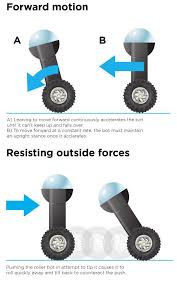 Forward motion
A
B
A) Leaning to move forward continuously accelerates the bot
until it can't keep up and falls over.
B) To move forward at a constant rate, the bot must maintain
an upright stance once it accelerates.
Resisting outside forces
Pushing the roller bot in attempt to tip it causes it to
roll quickly away and tilt back to counteract the push.